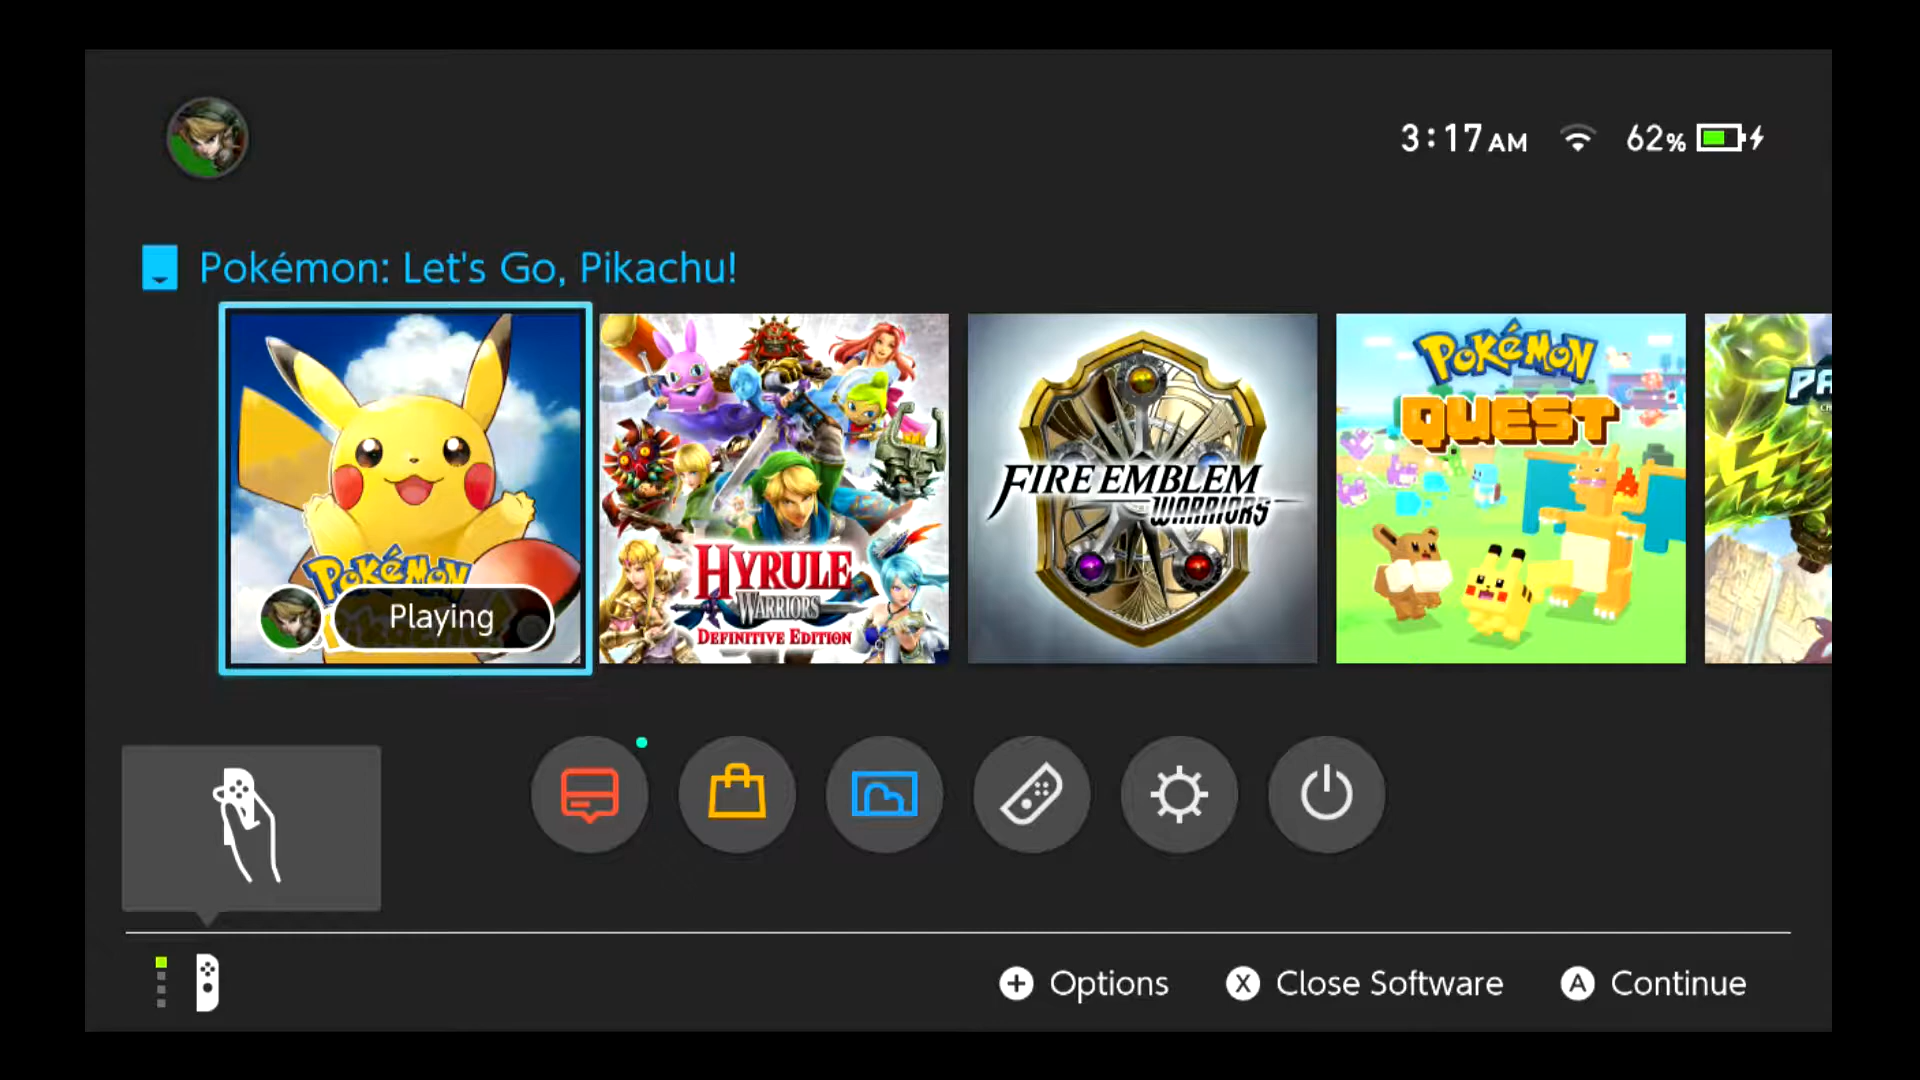 3:17 AM 62%
Pokémon: Let's Go, Pikachu!
POKÉMON
Playing
HYRULE
WARRIORS
DEFINITIVE EDITION
FIRE EMBLEM
WARRIORS
POKÉMON
QUEST
Options
Close Software
Continue